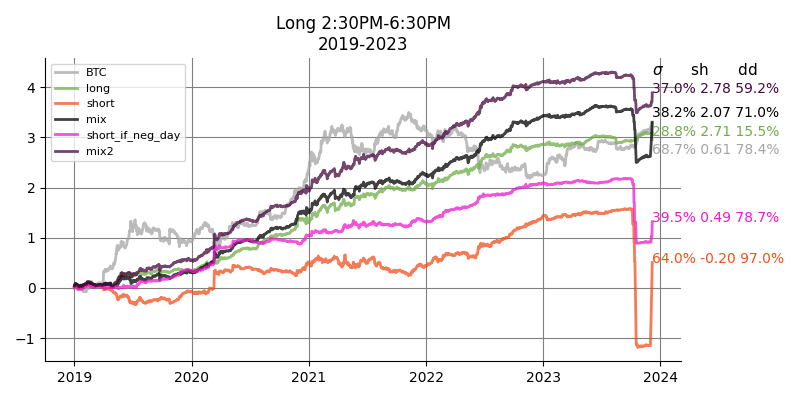 Long 2:30PM-6:30PM
2019-2023
σ sh dd
BTC
long
short
mix
short_if_neg_day
mix2
37.0% 2.78 59.2%
38.2% 2.07 71.0%
28.8% 2.71 15.5%
68.7% 0.61 78.4%
39.5% 0.49 78.7%
64.0% -0.20 97.0%
4
3
2
1
0
−1
2019 2020 2021 2022 2023 2024